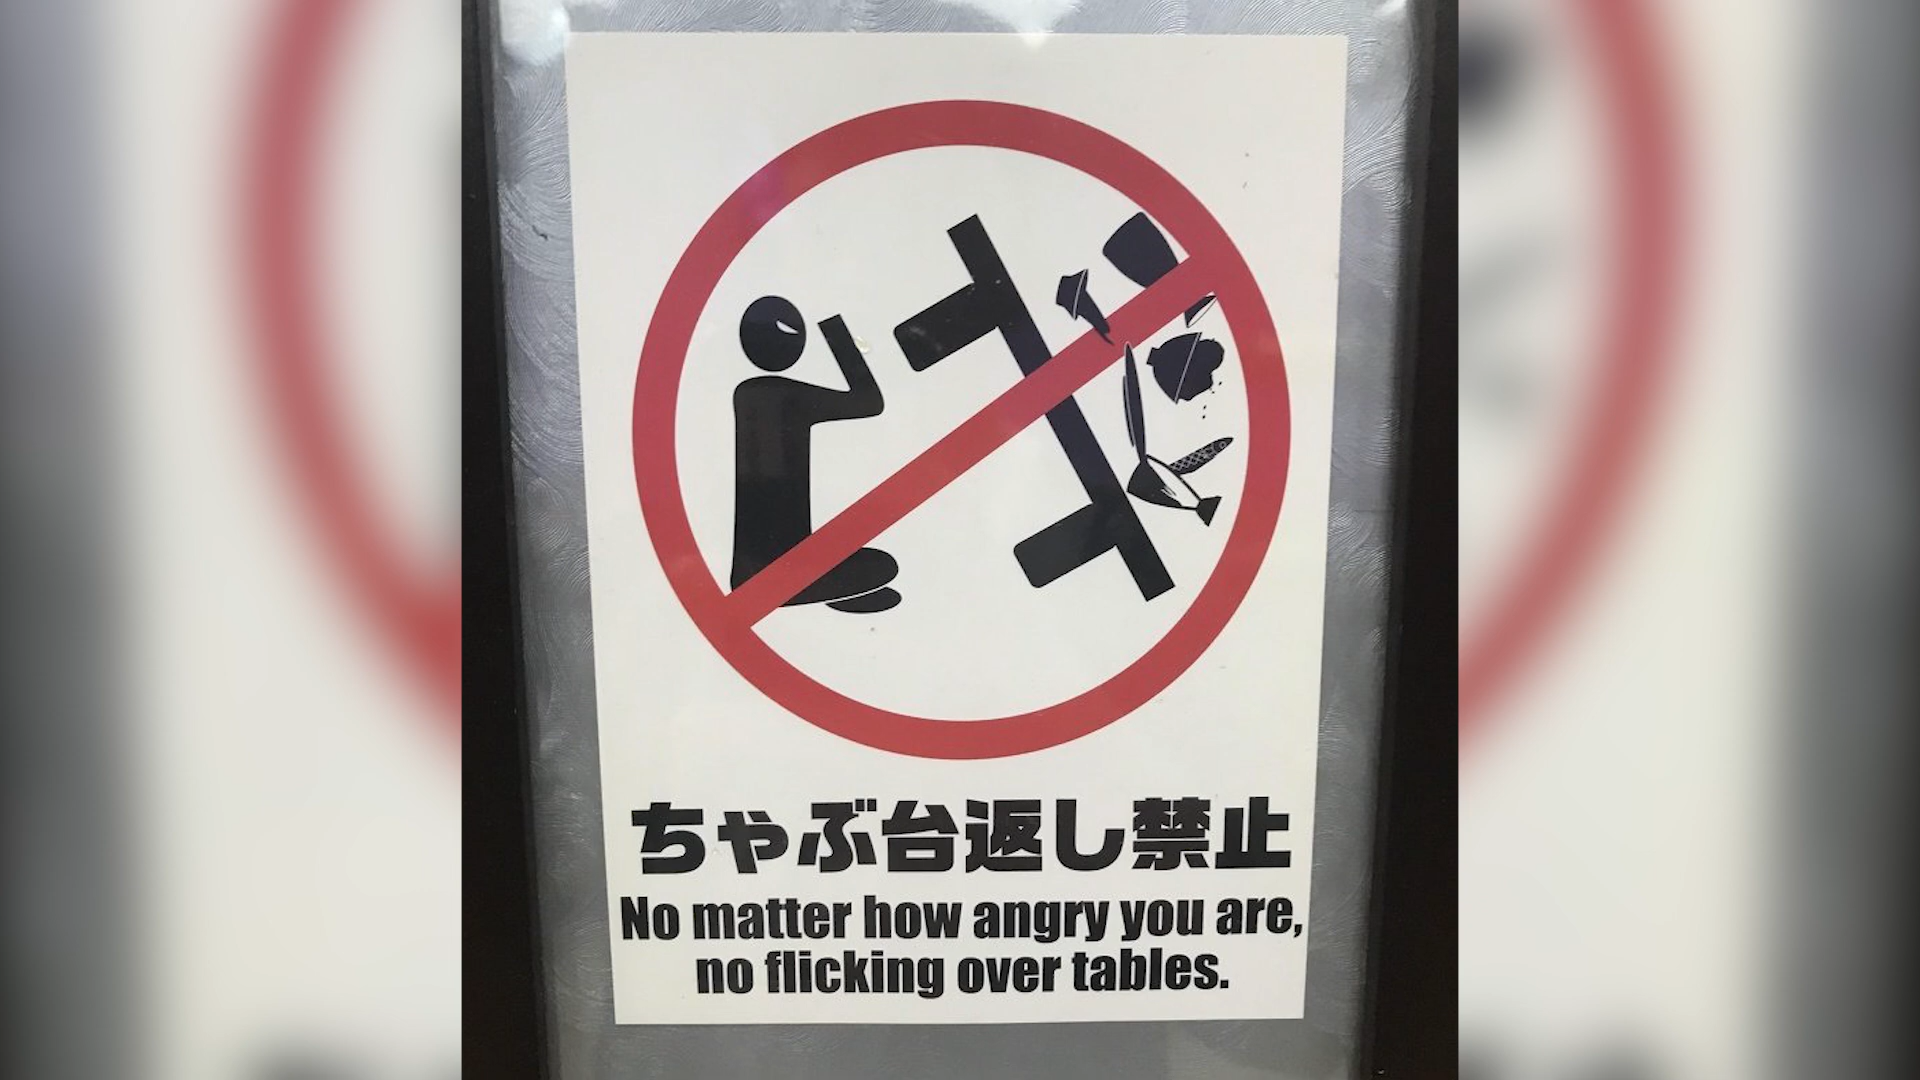 ちゃぶ台返し禁止
No matter how angry you are,
no flicking over tables.